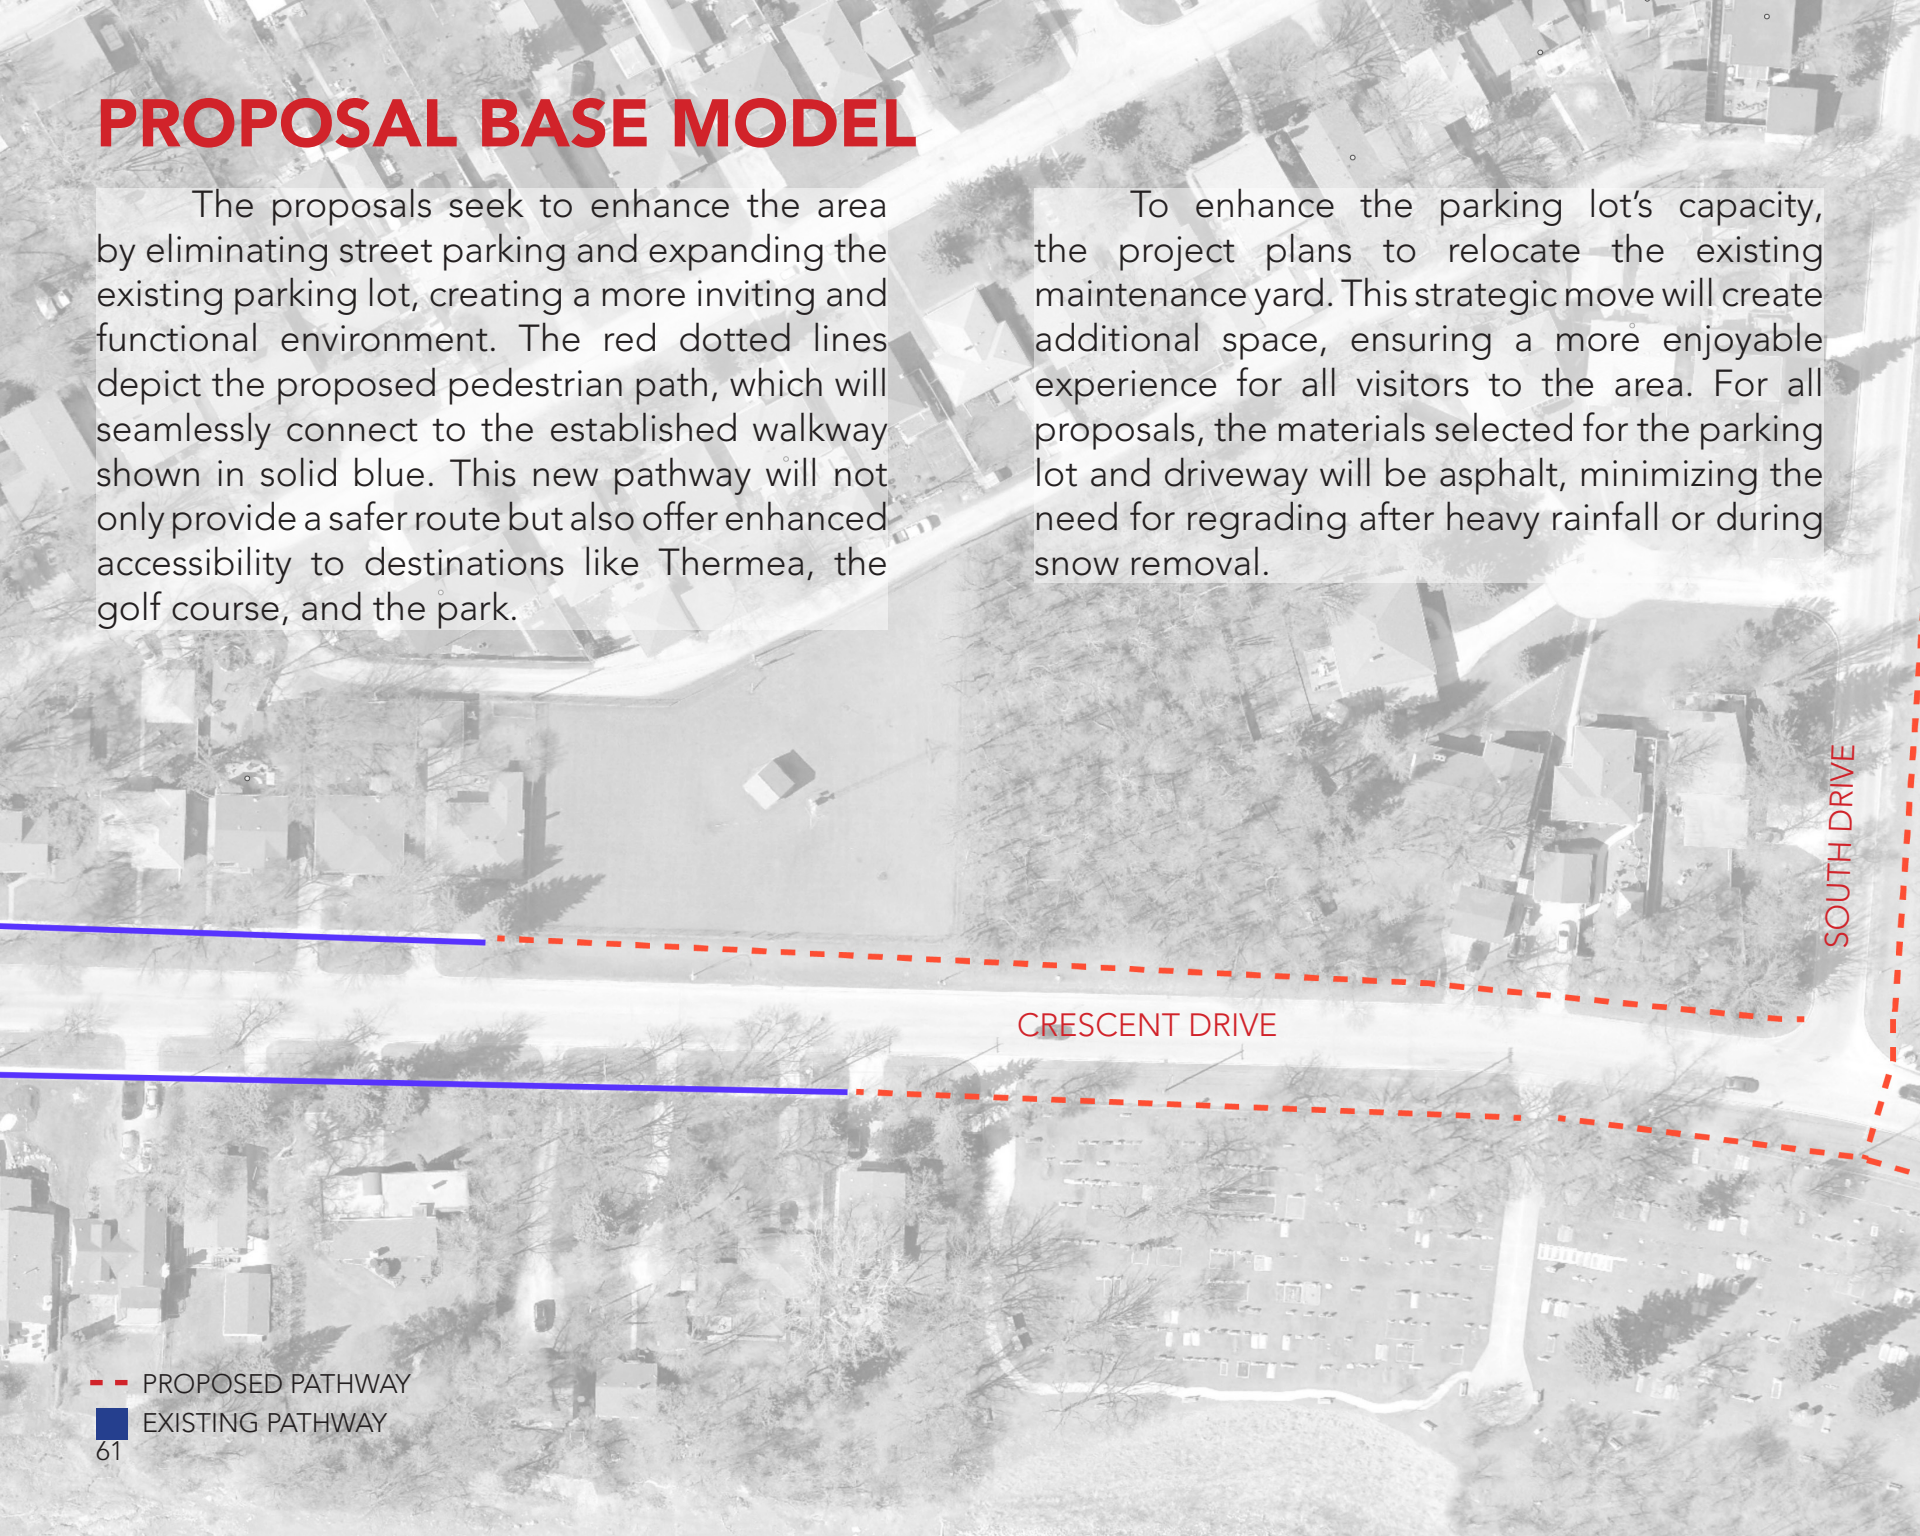 PROPOSAL BASE MODEL
The proposals seek to enhance the area
by eliminating street parking and expanding the
existing parking lot, creating a more inviting and
functional environment. The red dotted lines
depict the proposed pedestrian path, which will
seamlessly connect to the established walkway
shown in solid blue. This new pathway will not
only provide a safer route but also offer enhanced
accessibility to destinations like Thermea, the
golf course, and the park.
To enhance the parking lot’s capacity,
the project plans to relocate the existing
maintenance yard. This strategic move will create
additional space, ensuring a more enjoyable
experience for all visitors to the area. For all
proposals, the materials selected for the parking
lot and driveway will be asphalt, minimizing the
need for regrading after heavy rainfall or during
snow removal.
SOUTH DRIVE
CRESCENT DRIVE
PROPOSED PATHWAY
EXISTING PATHWAY
61